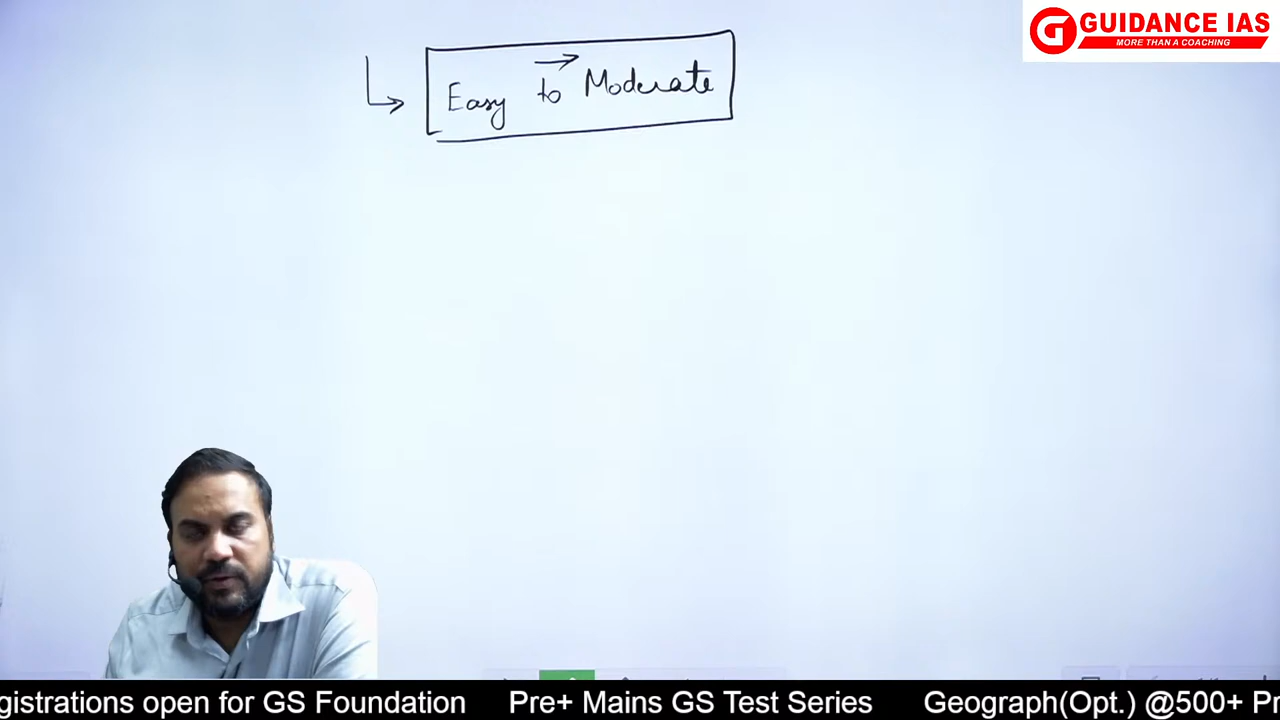 GUIDANCE IAS
MORE THAN A COACHING
Easy to Moderate
gistrations open for GS Foundation Pre+ Mains GS Test Series Geograph(Opt.) @500+ Pr